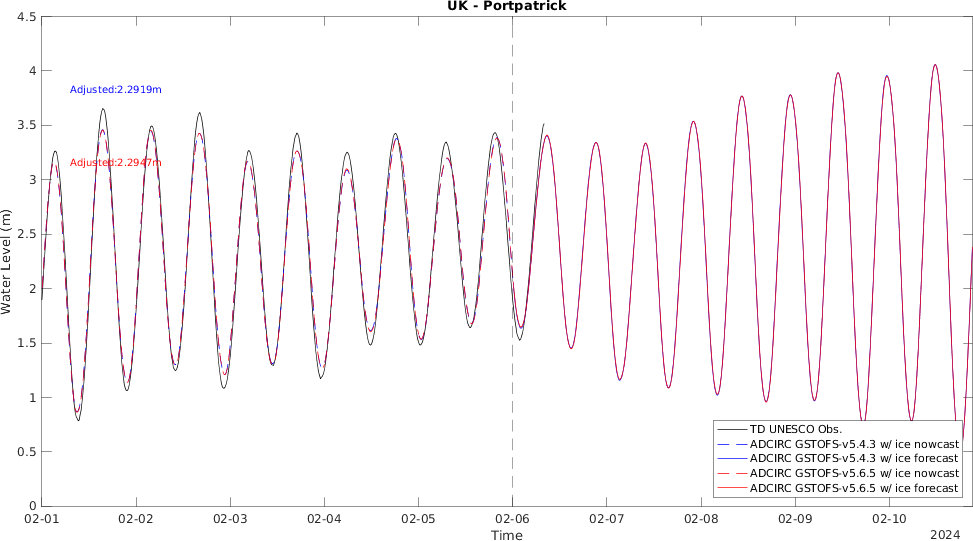 UK - Portpatrick
4.5
4
3.5
3
2.5
2
1.5
1
0.5
0
Water Level (m)
Adjusted:2.2919m
Adjusted:2.2947m
TD UNESCO Obs.
ADCIRC GSTOFS-v5.4.3 w/ ice nowcast
ADCIRC GSTOFS-v5.4.3 w/ ice forecast
ADCIRC GSTOFS-v5.6.5 w/ ice nowcast
ADCIRC GSTOFS-v5.6.5 w/ ice forecast
02-01 02-02 02-03 02-04 02-05 02-06 02-07 02-08 02-09 02-10
Time
2024